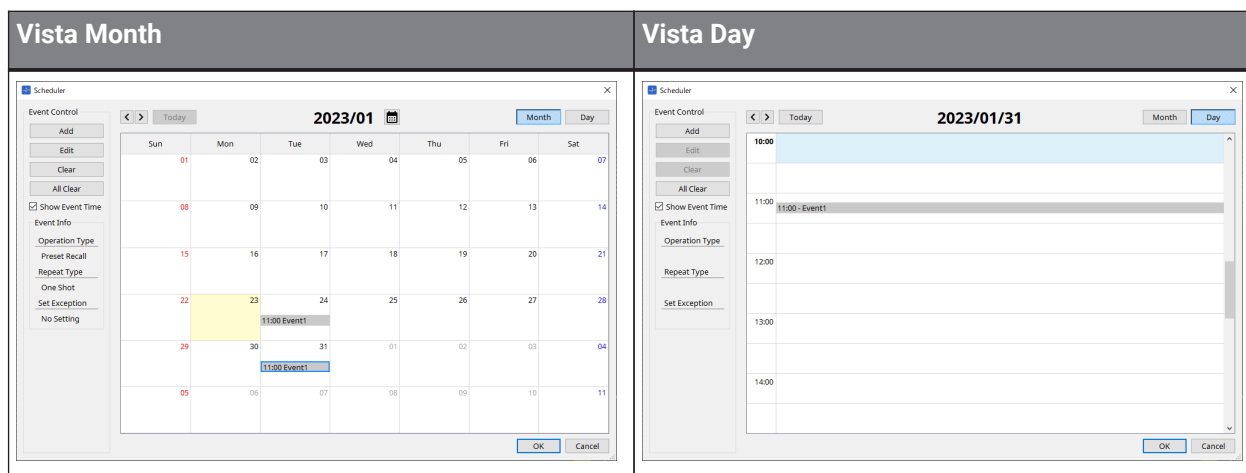 Vista Month
Vista Day
Scheduler
Event Control
Add
Edit
Clear
All Clear
Show Event Time
Event Info
Operation Type
Preset Recall
Repeat Type
One Shot
Set Exception
No Setting
< > Today 2023/01 Month Day
Sun Mon Tue Wed Thu Fri Sat
01 02 03 04 05 06 07
08 09 10 11 12 13 14
15 16 17 18 19 20 21
22 23 24 25 26 27 28
11:00 Event1
29 30 31 01 02 03 04
11:00 Event1
05 06 07 08 09 10 11
OK Cancel
Scheduler
Event Control
Add
Edit
Clear
All Clear
Show Event Time
Event Info
Operation Type
Repeat Type
Set Exception
< > Today 2023/01/31 Month Day
10:00
11:00
11:00 - Event1
12:00
13:00
14:00
OK Cancel